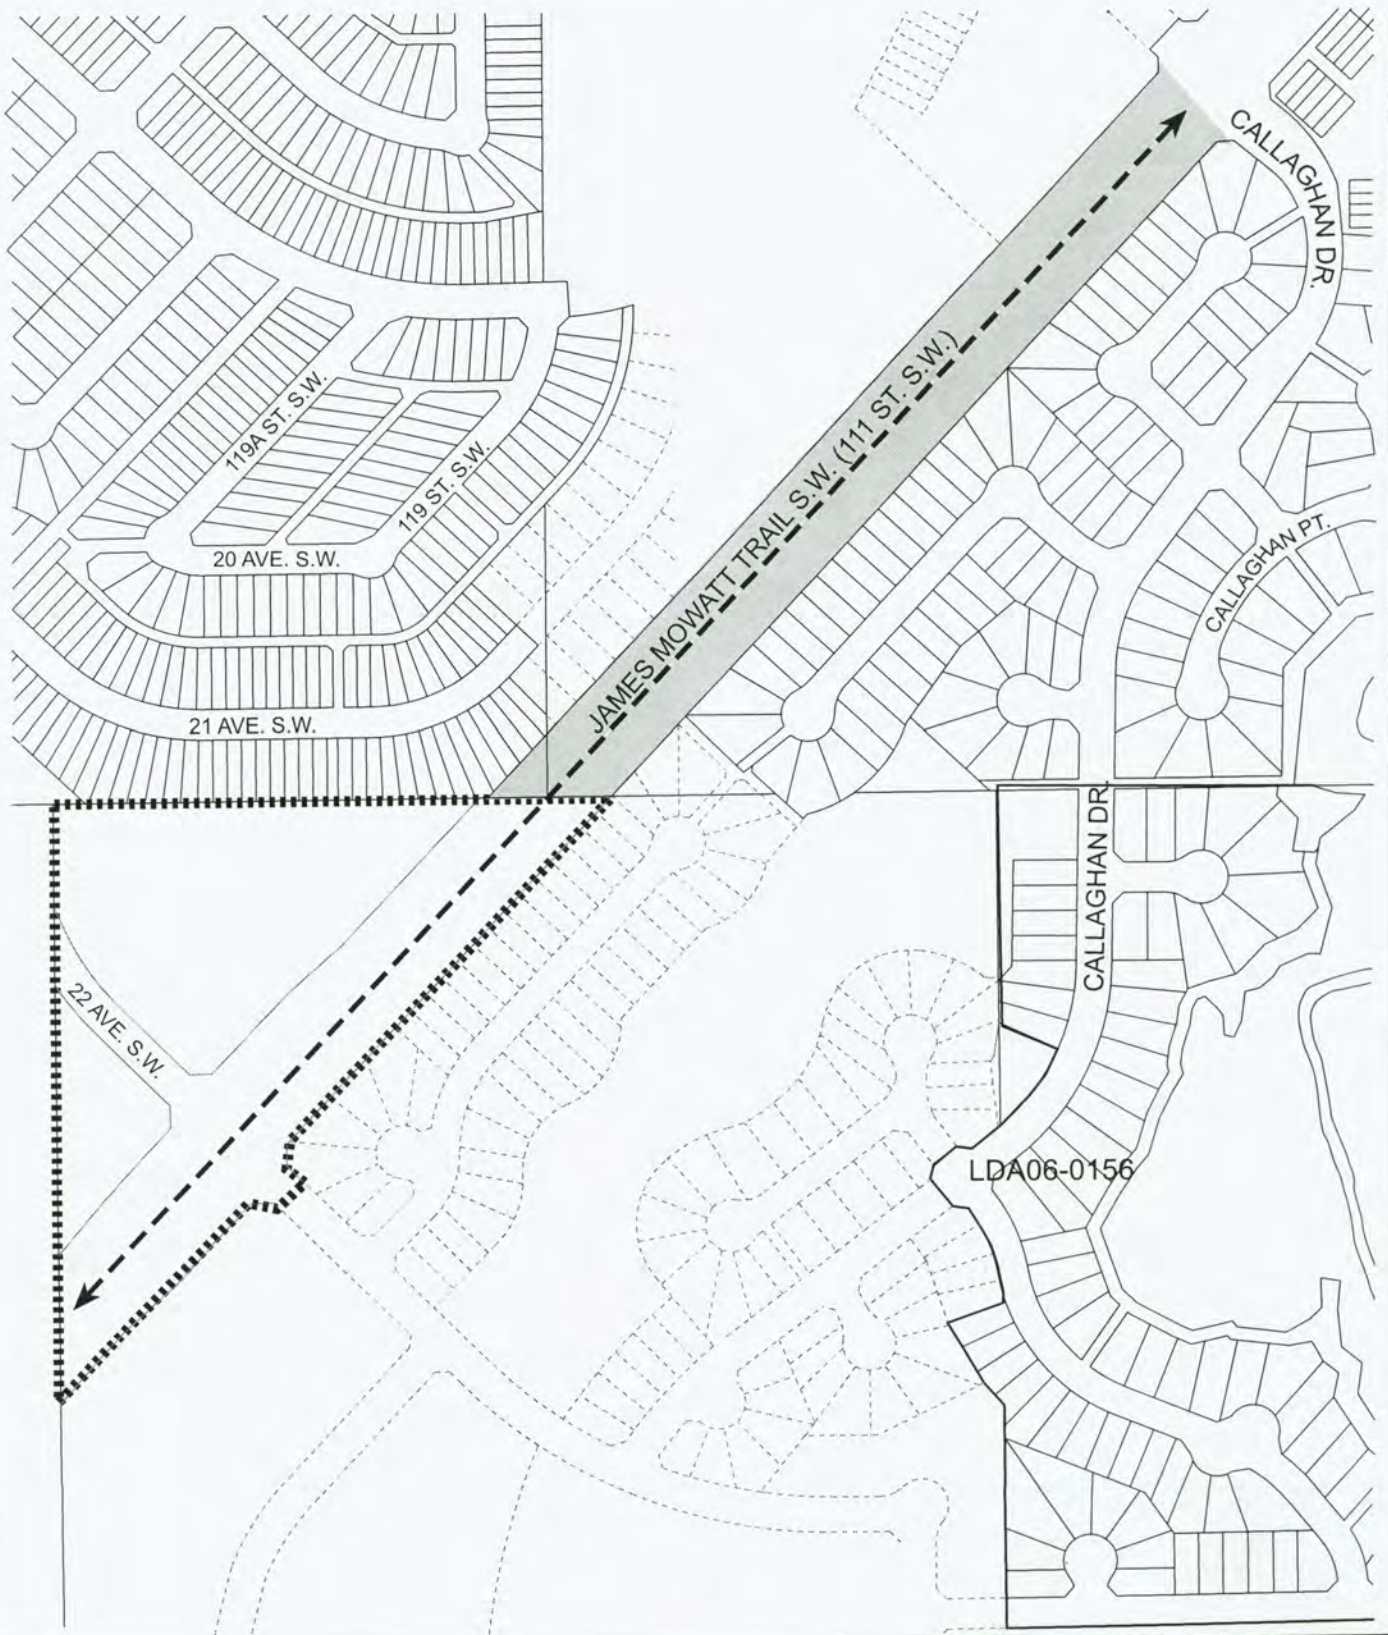 CALLAGHAN DR.
JAMES MOWATT TRAIL S.W. (111 ST. S.W.)
119A ST. S.W.
119 ST. S.W.
20 AVE. S.W.
CALLAGHAN PT.
21 AVE. S.W.
CALLAGHAN DR.
22 AVE. S.W.
LDA06-0156